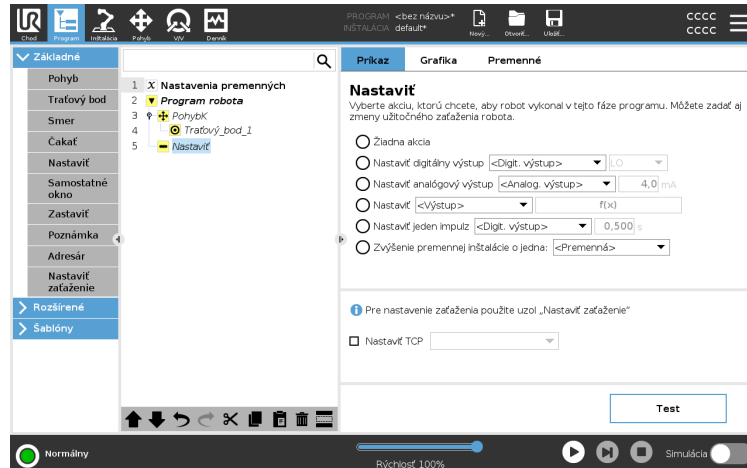 PROGRAM <bez názvu>*
INŠTALÁCIA default*
Chod Program Inštalácia Pohyb V/V Denník
Nový... Otvoriť... Uložiť...
cccc
cccc
Základné
Pohyb
Traťový bod
Smer
Čakať
Nastaviť
Samostatné
okno
Zastaviť
Poznámka
Adresár
Nastaviť
zaťaženie
Rozšírené
Šablóny
1 X Nastavenia premenných
2 Program robota
3 PohybK
4 Traťový_bod_1
5 Nastaviť
Príkaz Grafika Premenné
Nastaviť
Vyberte akciu, ktorú chcete, aby robot vykonal v tejto fáze programu. Môžete zadať aj
zmeny užitočného zaťaženia robota.
Žiadna akcia
Nastaviť digitálny výstup <Digit. výstup> LO
Nastaviť analógový výstup <Analog. výstup> 4,0 mA
Nastaviť <Výstup> f(x)
Nastaviť jeden impulz <Digit. výstup> 0,500 s
Zvýšenie premennej inštalácie o jedna: <Premenná>
Pre nastavenie zaťaženia použite uzol „Nastaviť zaťaženie“
Nastaviť TCP
Test
Normálny
Rýchlosť 100%
Simulácia